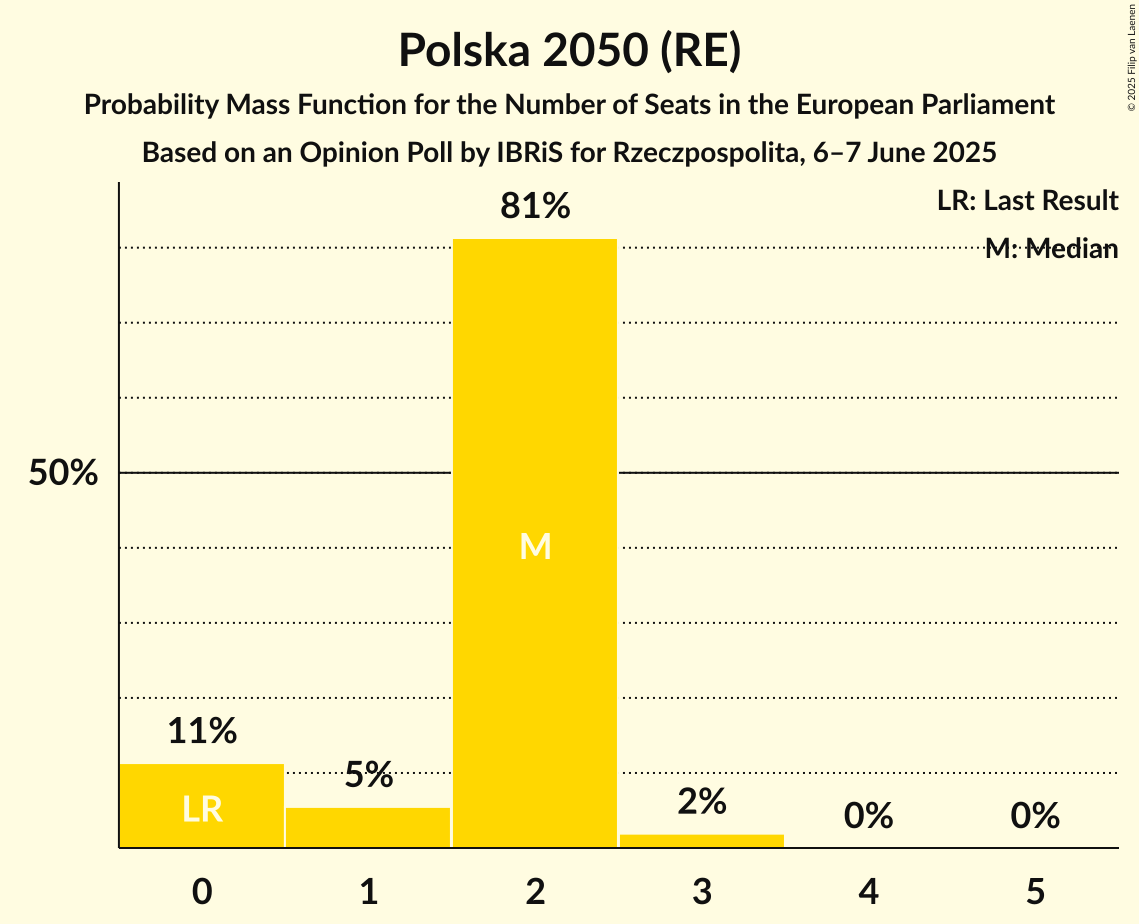 Polska 2050 (RE)
Probability Mass Function for the Number of Seats in the European Parliament
Based on an Opinion Poll by IBRiS for Rzeczpospolita, 6–7 June 2025
© 2025 Filip van Laenen
LR: Last Result
M: Median
81%
50%
M
11%
5%
LR
2%
0%
0%
0
1
2
3
4
5